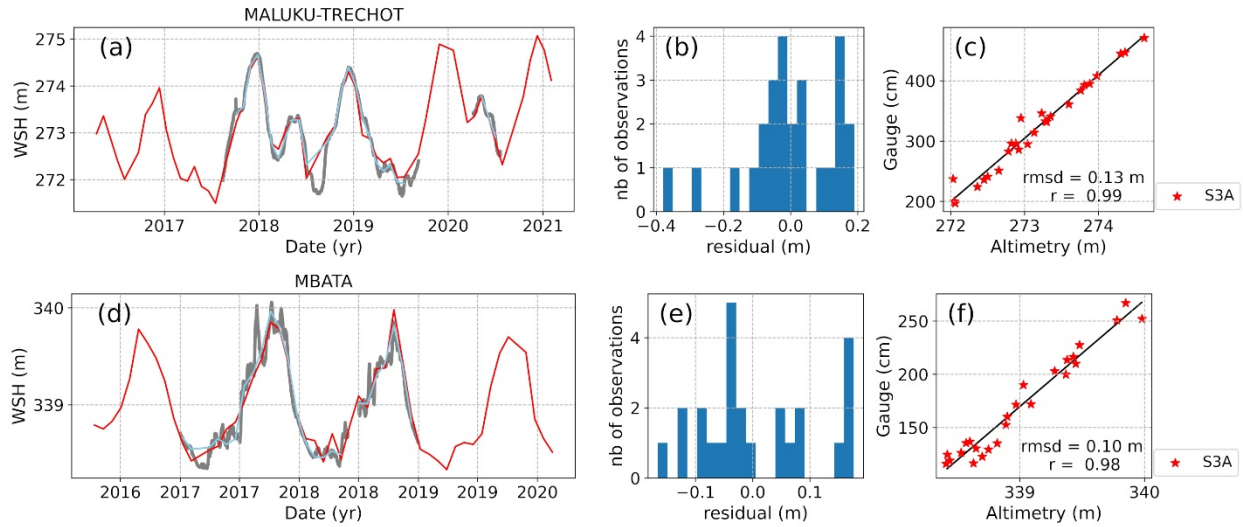 MALUKU-TRECHOT
(a)
WSH (m)
275
274
273
272
2017
2018
2019
2020
2021
Date (yr)
(b)
nb of observations
4
3
2
1
0
−0.4
−0.2
0.0
0.2
residual (m)
(c)
Gauge (cm)
400
300
200
rmsd = 0.13 m
r = 0.99
272
273
274
Altimetry (m)
S3A
MBATA
(d)
WSH (m)
340
339
2016
2017
2017
2018
2018
2019
2019
2020
Date (yr)
(e)
nb of observations
4
2
0
−0.1
0.0
0.1
residual (m)
(f)
Gauge (cm)
250
200
150
rmsd = 0.10 m
r = 0.98
339
340
Altimetry (m)
S3A